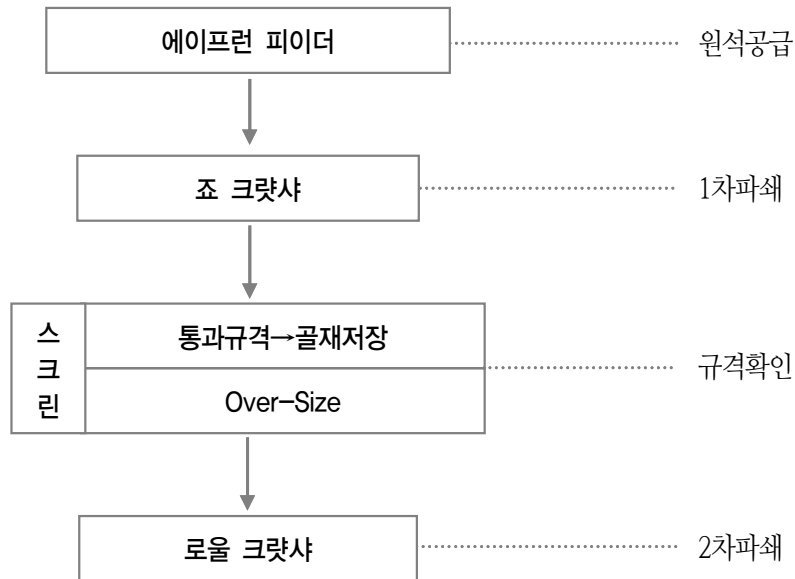 에이프런 피이더
원석공급
죠 크랏샤
1차파쇄
스크린
통과규격→골재저장
Over-Size
규격확인
로울 크랏샤
2차파쇄